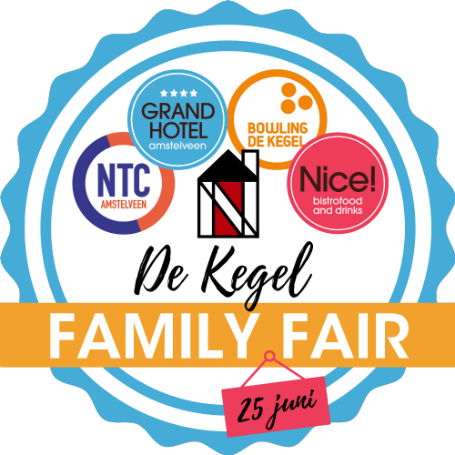 GRAND
HOTEL
amstelveen
BOWLING
DE KEGEL
NTC
AMSTELVEEN
Nice!
bistrofood
and drinks
De Kegel
FAMILY FAIR
25 juni